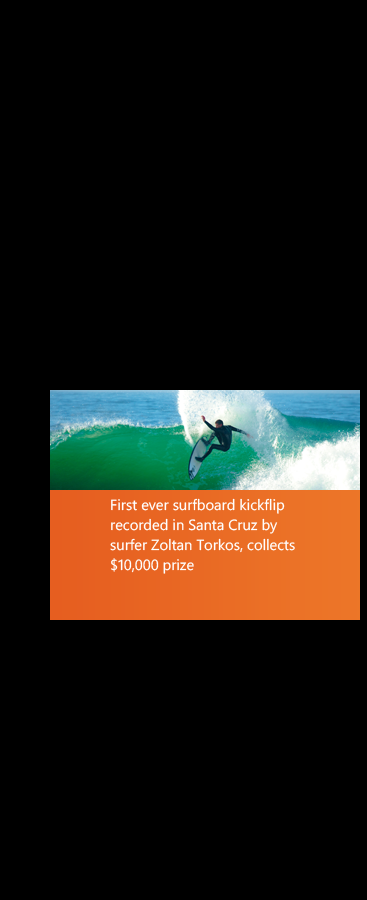 First ever surfboard kickflip
recorded in Santa Cruz by
surfer Zoltan Torkos, collects
$10,000 prize